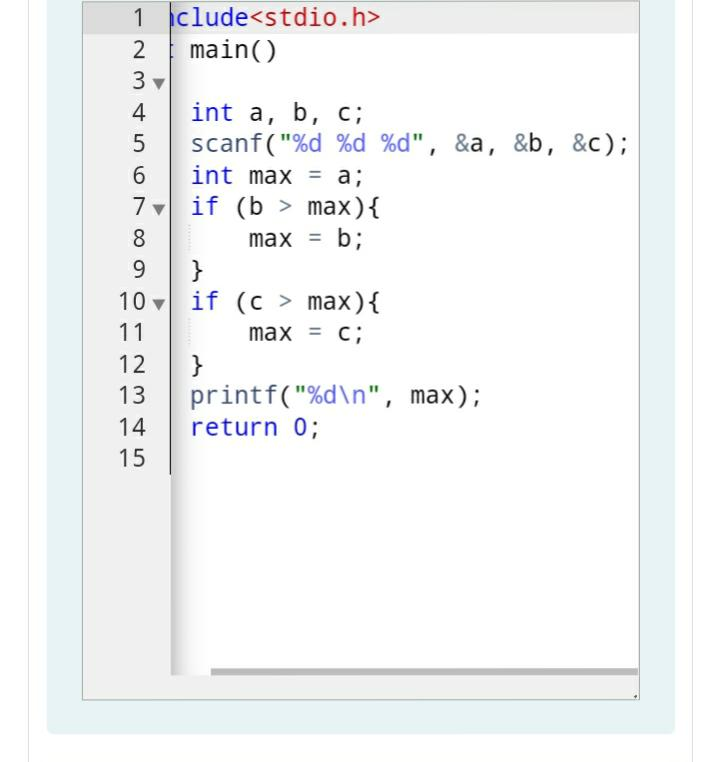 1 nclude<stdio.h>
2 t main()
3
4 int a, b, c;
5 scanf("%d %d %d", &a, &b, &c);
6 int max = a;
7 if (b > max){
8 max = b;
9 }
10 if (c > max){
11 max = c;
12 }
13 printf("%d\n", max);
14 return 0;
15